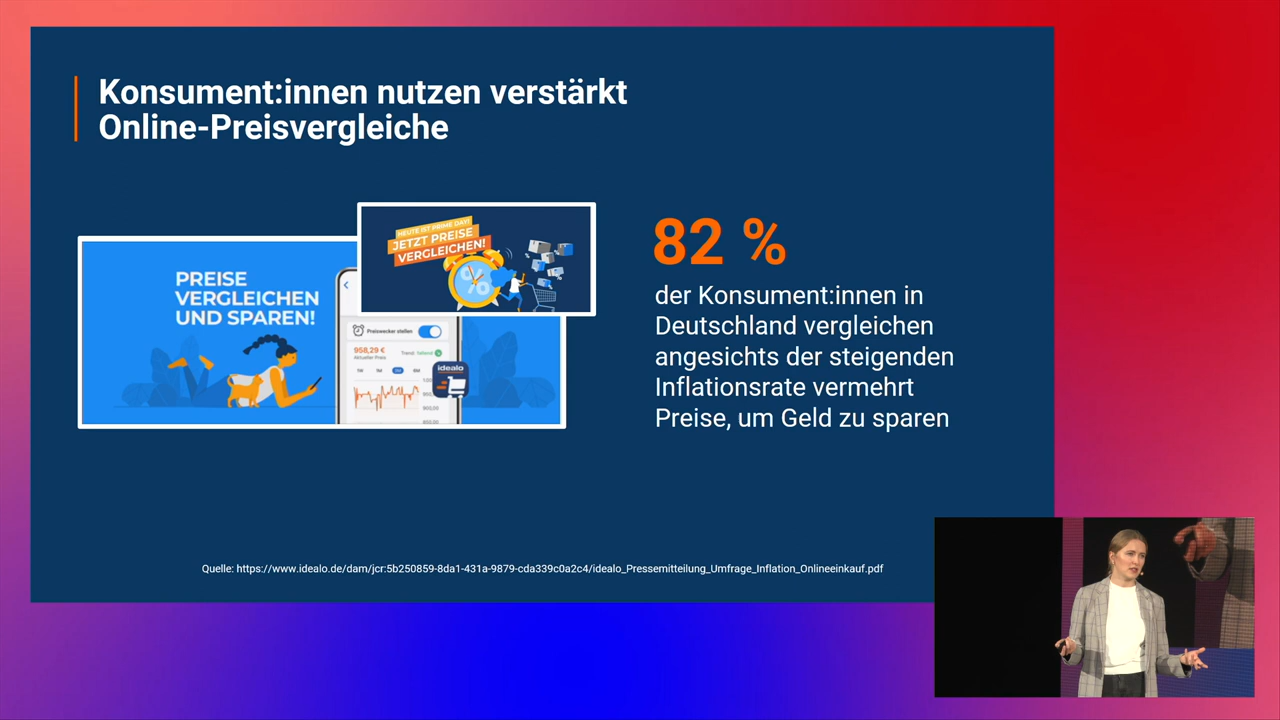 Konsument:innen nutzen verstärkt
Online-Preisvergleiche
PREISE
VERGLEICHEN
UND SPAREN!
HEUTE IST PRIME DAY!
JETZT PREISE
VERGLEICHEN!
%
Preiswecker stellen
958,29 €
Aktueller Preis
Trend: fallend
idealo
82 %
der Konsument:innen in
Deutschland vergleichen
angesichts der steigenden
Inflationsrate vermehrt
Preise, um Geld zu sparen
Quelle: https://www.idealo.de/dam/jcr:5b250859-8da1-431a-9879-cda339c0a2c4/idealo_Pressemitteilung_Umfrage_Inflation_Onlineeinkauf.pdf